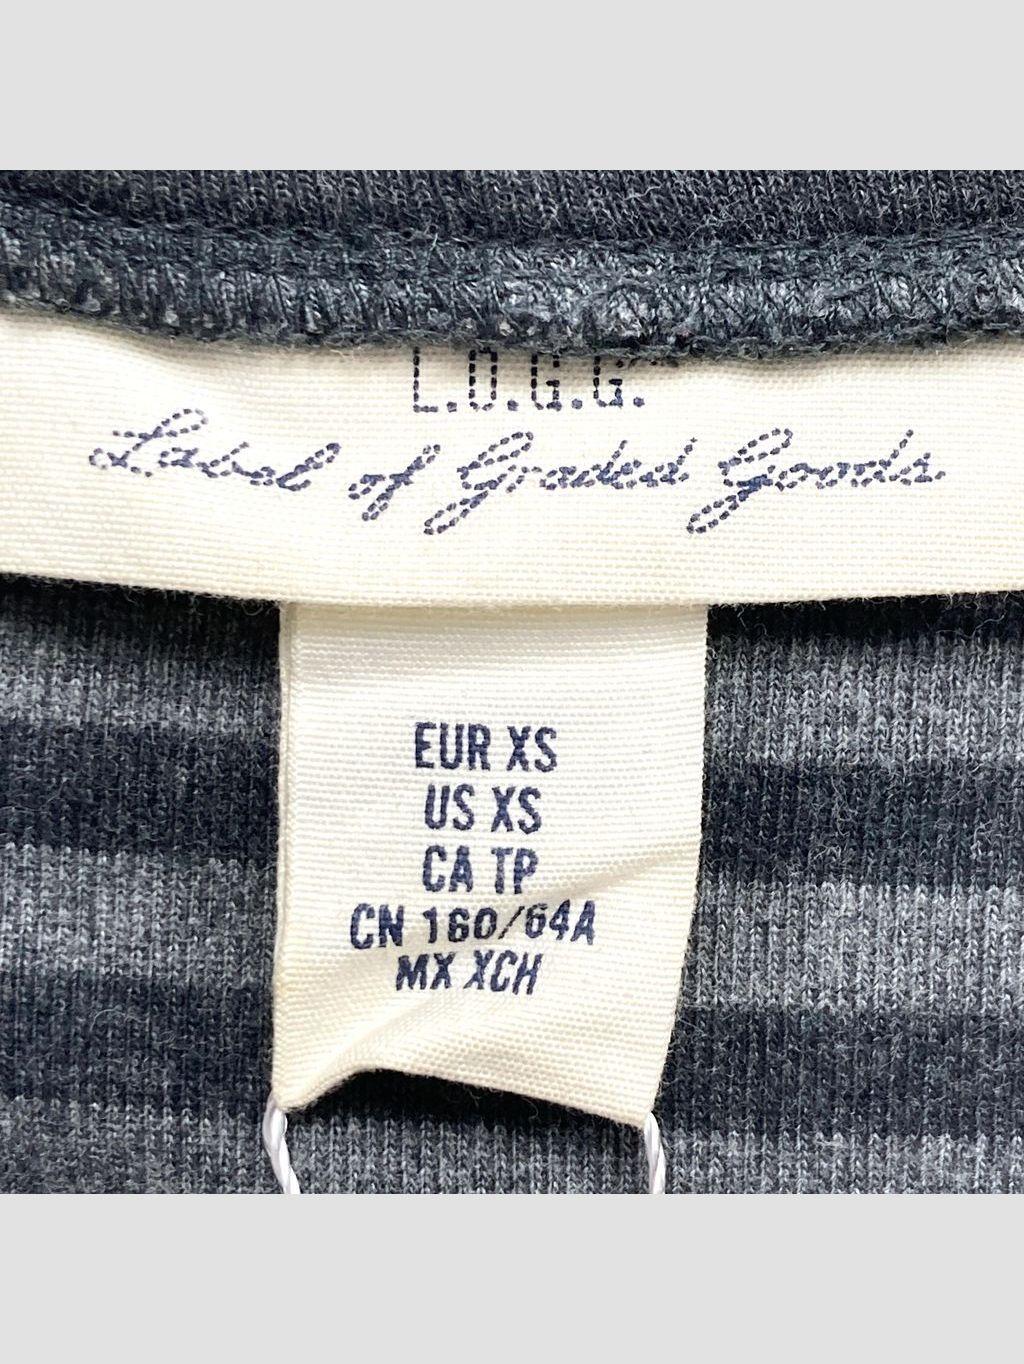 L.O.G.G.
Label of Graded Goods
EUR XS
US XS
CA TP
CN 160/64A
MX XCH